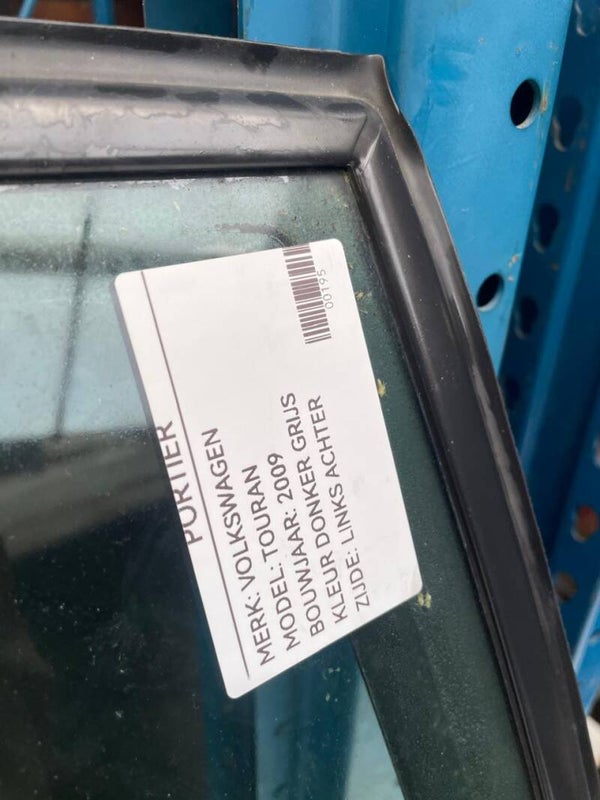 PORTIER
MERK: VOLKSWAGEN
MODEL: TOURAN
BOUWJAAR: 2009
KLEUR DONKER GRIJS
ZIJDE: LINKS ACHTER
00195